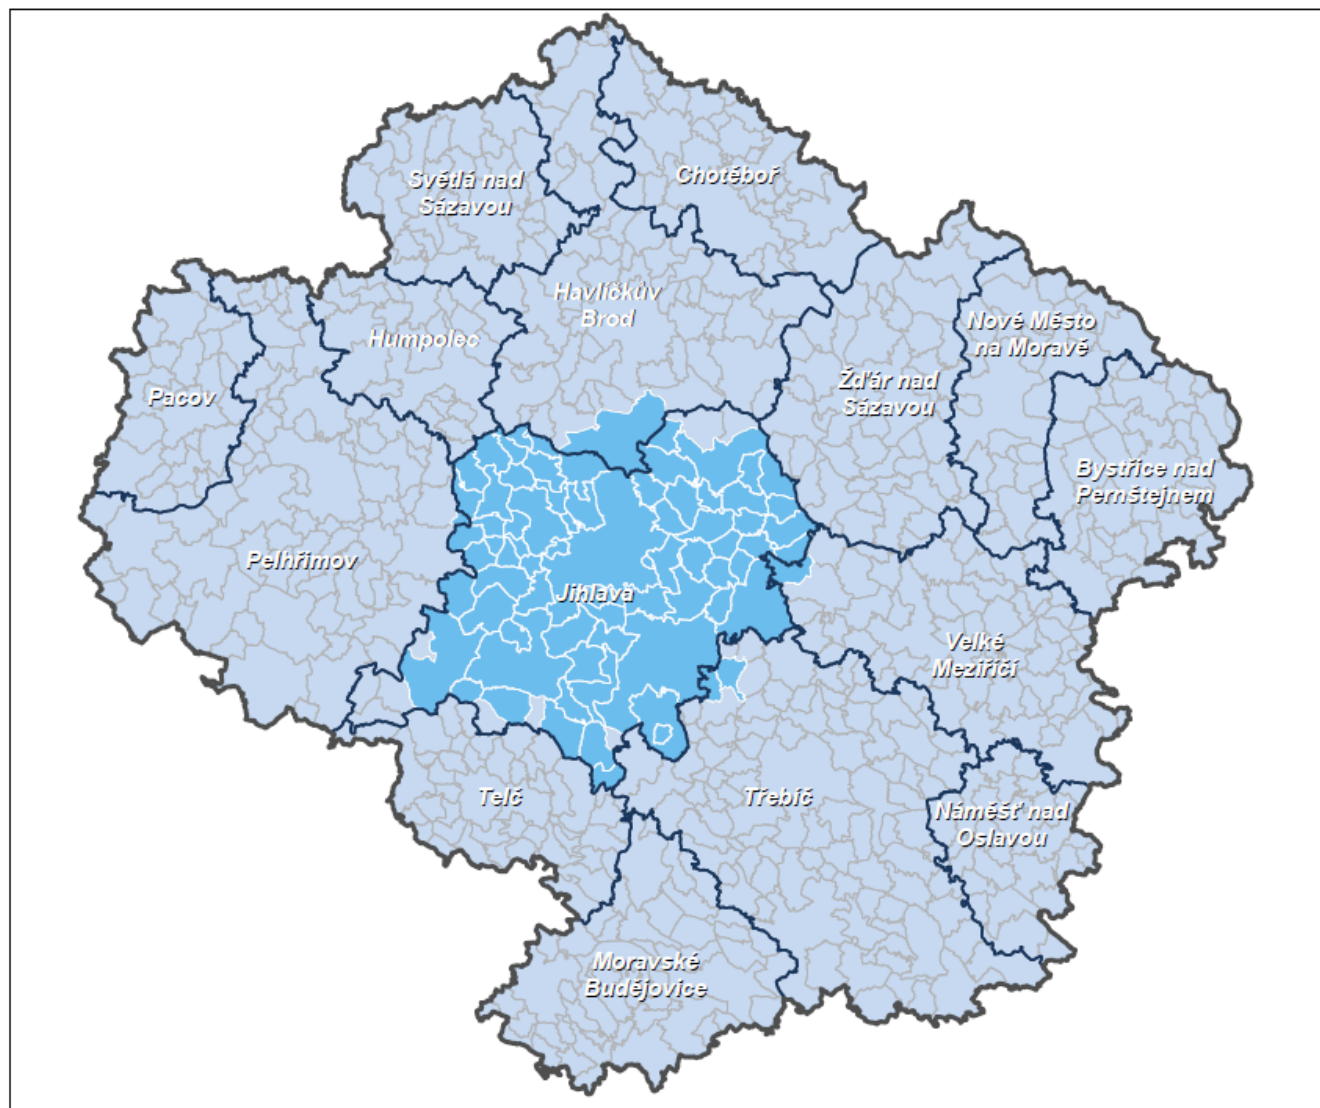 Světlá nad
Sázavou
Chotěboř
Havlíčkův
Brod
Humpolec
Nové Město
na Moravě
Žďár nad
Sázavou
Pacov
Bystřice nad
Pernštejnem
Pelhřimov
Jihlava
Velké
Meziříčí
Telč
Třebíč
Náměšť nad
Oslavou
Moravské
Budějovice